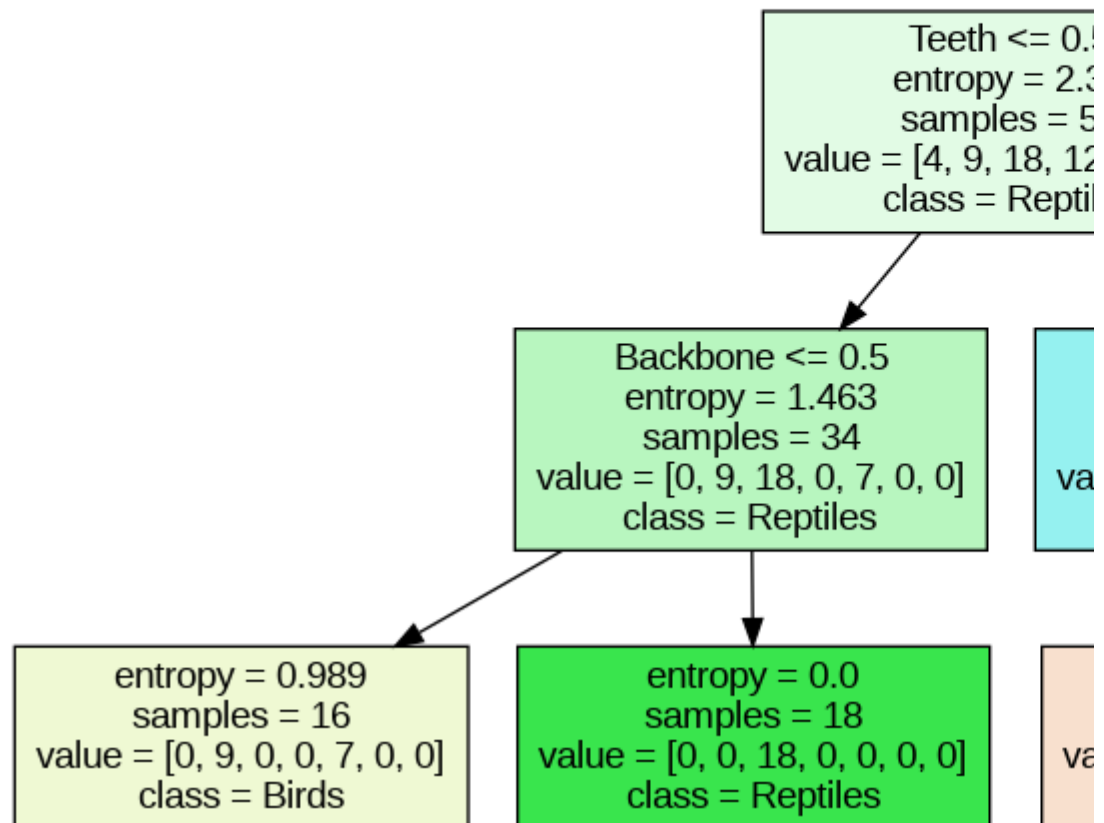 Teeth <= 0.5
entropy = 2.3
samples = 5
value = [4, 9, 18, 12
class = Reptil
Backbone <= 0.5
entropy = 1.463
samples = 34
value = [0, 9, 18, 0, 7, 0, 0]
class = Reptiles
va
entropy = 0.989
samples = 16
value = [0, 9, 0, 0, 7, 0, 0]
class = Birds
entropy = 0.0
samples = 18
value = [0, 0, 18, 0, 0, 0, 0]
class = Reptiles
va